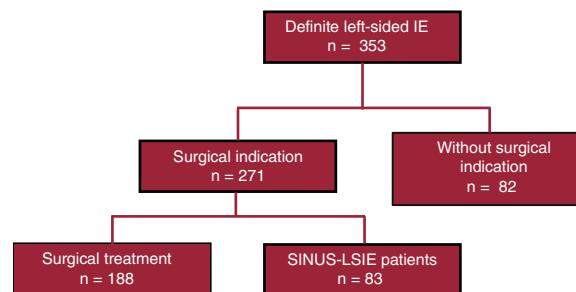 Definite left-sided IE
n = 353
Surgical indication
n = 271
Without surgical
indication
n = 82
Surgical treatment
n = 188
SINUS-LSIE patients
n = 83